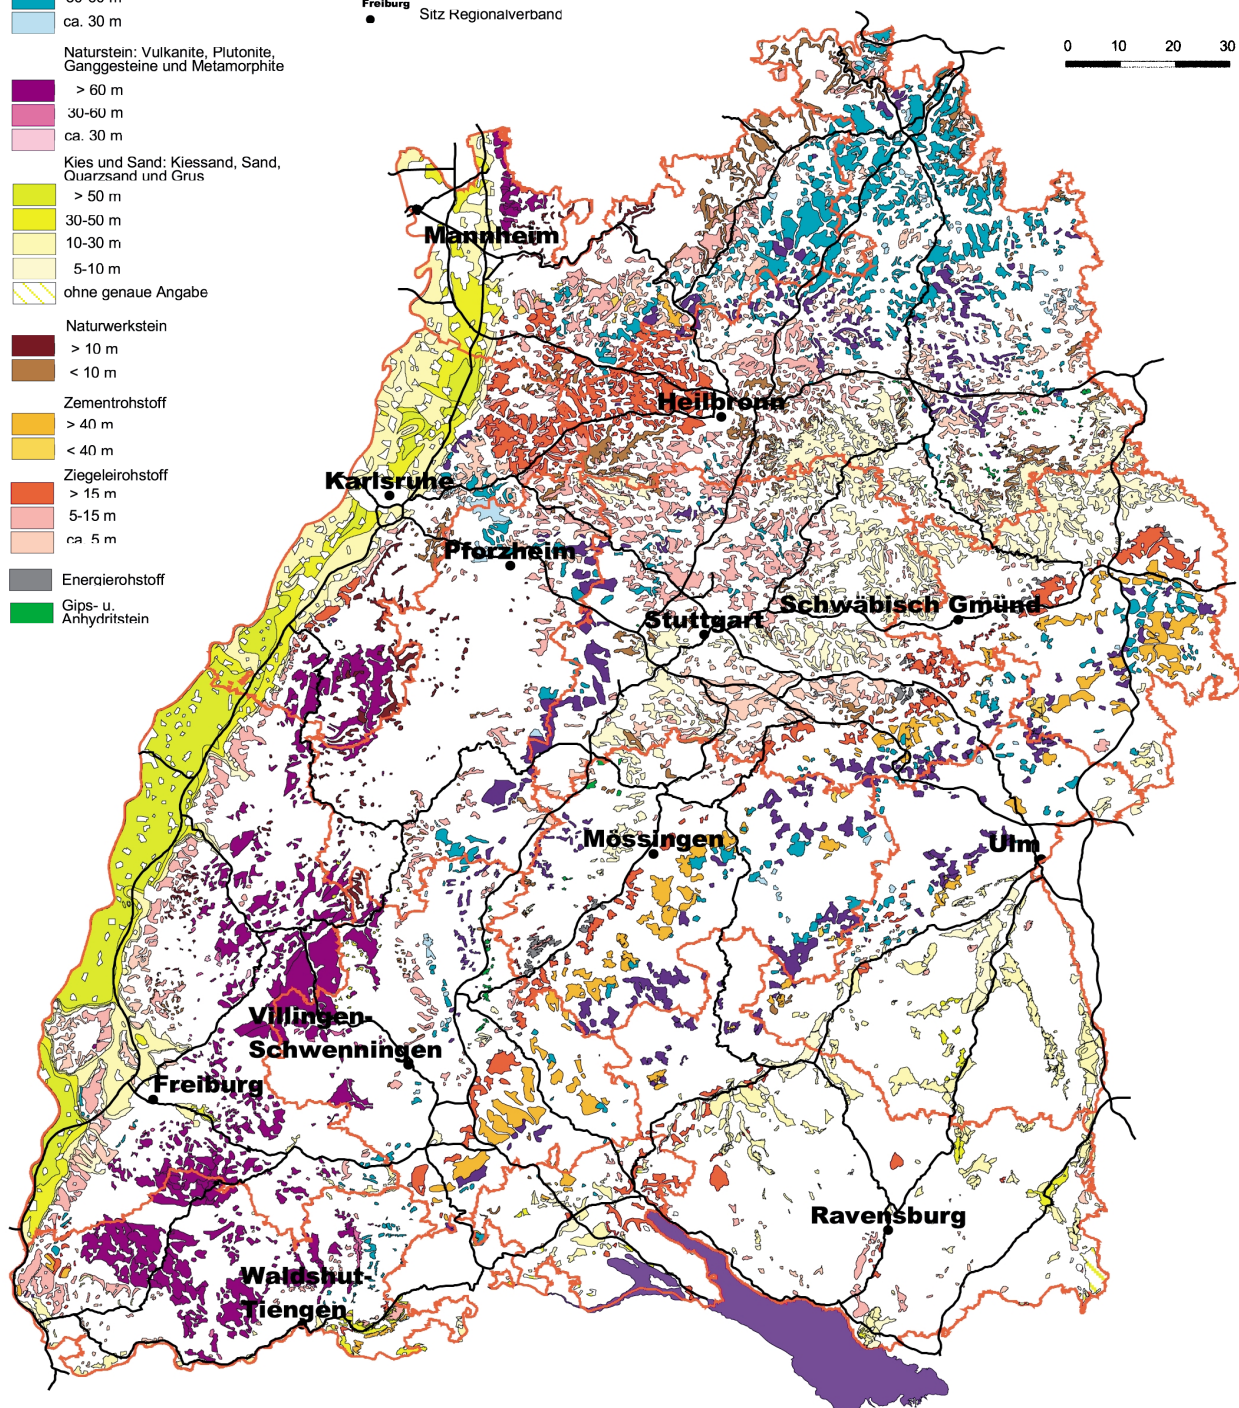 ca. 30 m
Naturstein: Vulkanite, Plutonite,
Ganggesteine und Metamorphite
> 60 m
30-60 m
ca. 30 m
Kies und Sand: Kiessand, Sand,
Quarzsand und Grus
> 50 m
30-50 m
10-30 m
5-10 m
ohne genaue Angabe
Naturwerkstein
> 10 m
< 10 m
Zementrohstoff
> 40 m
< 40 m
Ziegeleirohstoff
> 15 m
5-15 m
ca. 5 m
Energierohstoff
Gips- u.
Anhydritstein
Freiburg
Sitz Regionalverband
0 10 20 30
Mannheim
Heilbronn
Karlsruhe
Pforzheim
Schwäbisch Gmünd
Stuttgart
Mössingen
Ulm
Villingen-
Schwenningen
Freiburg
Ravensburg
Waldshut-
Tiengen